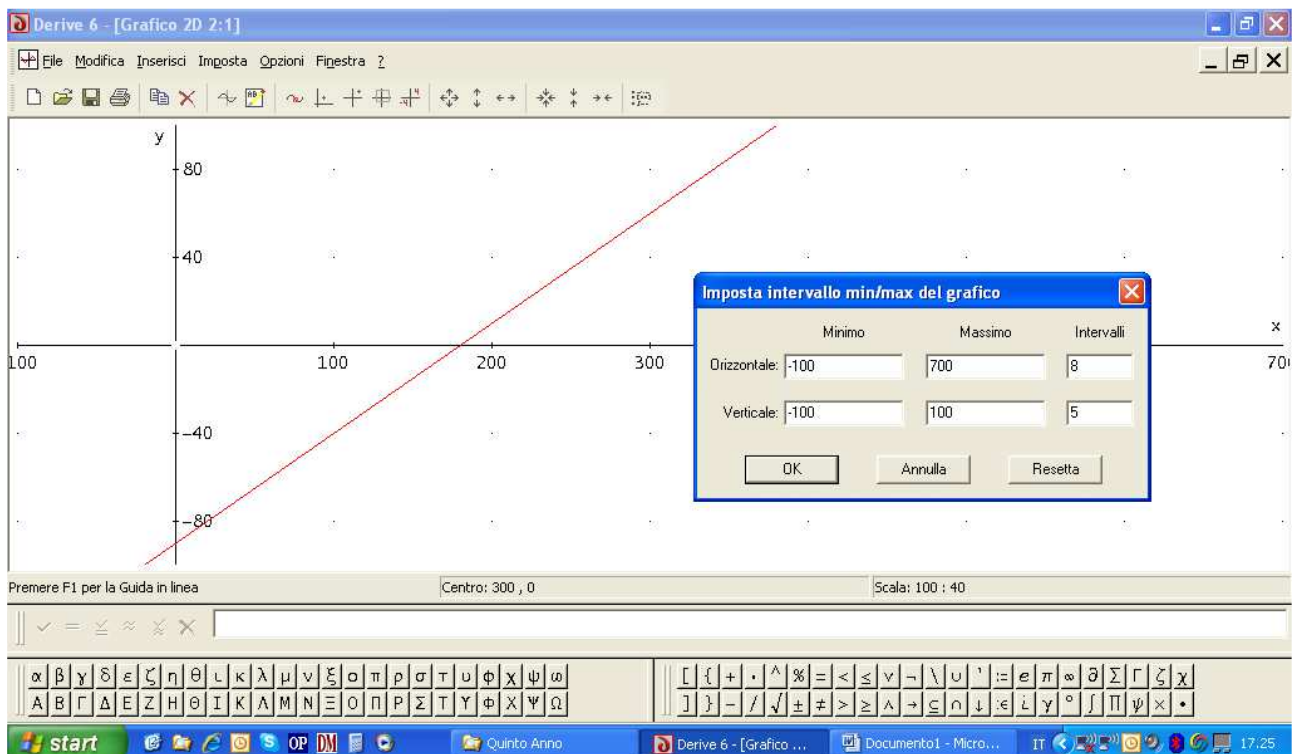 Derive 6 - [Grafico 2D 2:1]
File Modifica Inserisci Imposta Opzioni Finestra ?
y
80
40
Imposta intervallo min/max del grafico
Minimo Massimo Intervalli
x
100 100 200 300 70
Orizzontale: -100 700 8
Verticale: -100 100 5
-40
OK Annulla Resetta
-80
Premere F1 per la Guida in linea Centro: 300 , 0 Scala: 100 : 40
α β γ δ ε ζ η θ ι κ λ μ ν ξ ο π ρ σ τ υ φ χ ψ ω [ { + · ^ % = < ≤ ∨ ¬ \ ∪ ' := e π ∞ ∂ Σ Γ ζ χ
Α Β Γ Δ Ε Ζ Η Θ Ι Κ Λ Μ Ν Ξ Ο Π Ρ Σ Τ Υ Φ Χ Ψ Ω ] } - / √ ± ≠ > ≥ ∧ → ⊆ ∩ ↓ :∈ i γ ° ∫ Π ψ × •
start OP DM Quinto Anno Derive 6 - [Grafico ... Documento1 - Micro... IT 17.25